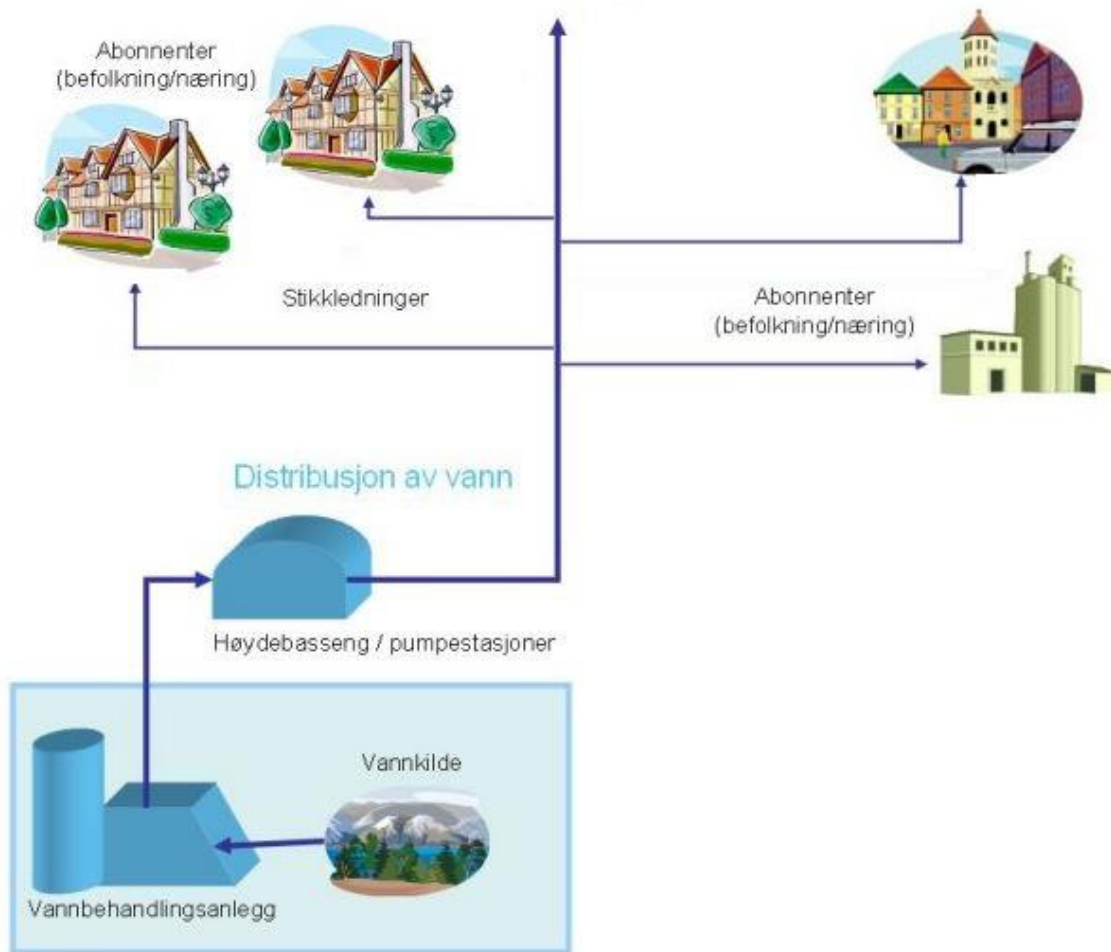 Abonnenter
(befolkning/næring)
Stikkledninger
Abonnenter
(befolkning/næring)
Distribusjon av vann
Høydebasseng / pumpestasjoner
Vannkilde
Vannbehandlingsanlegg